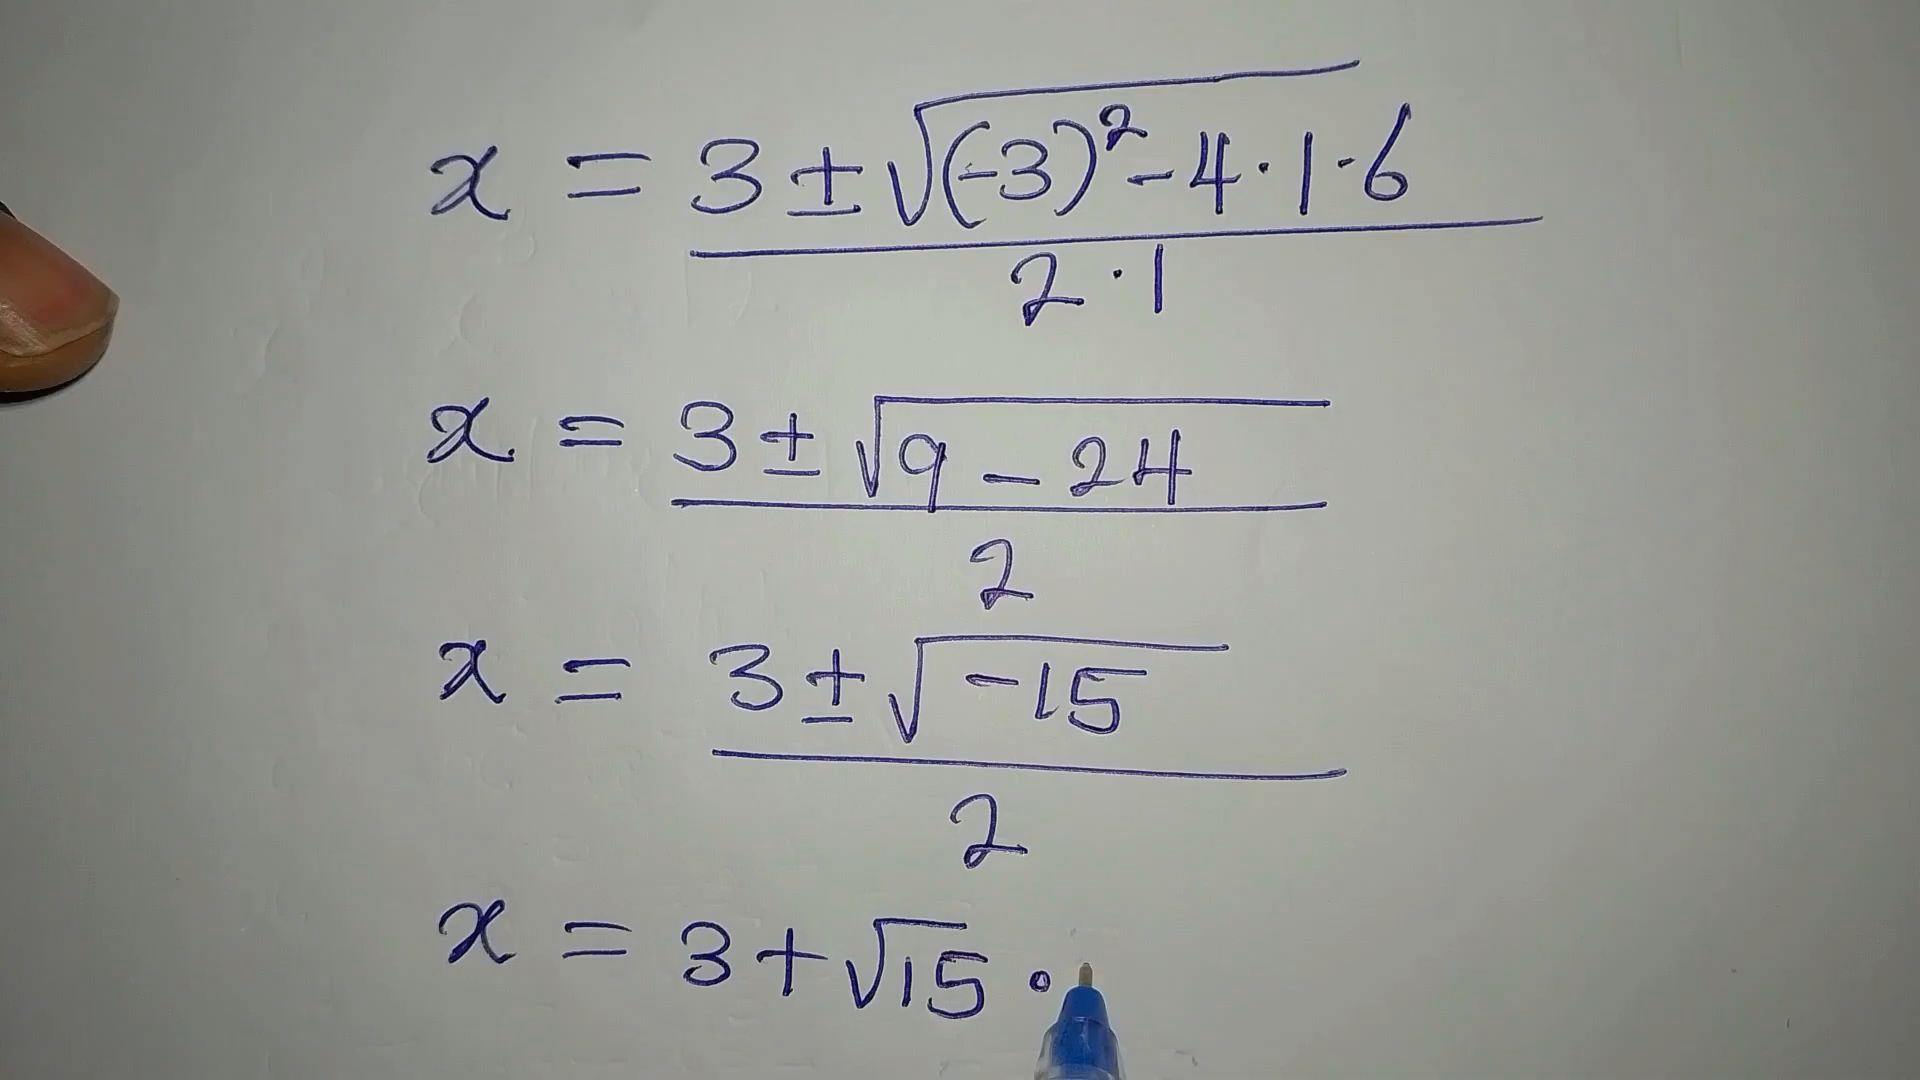 x = 3 ± √(-3)² - 4 · 1 · 6
2 · 1
x = 3 ± √9 - 24
2
x = 3 ± √-15
2
x = 3 + √15 ·